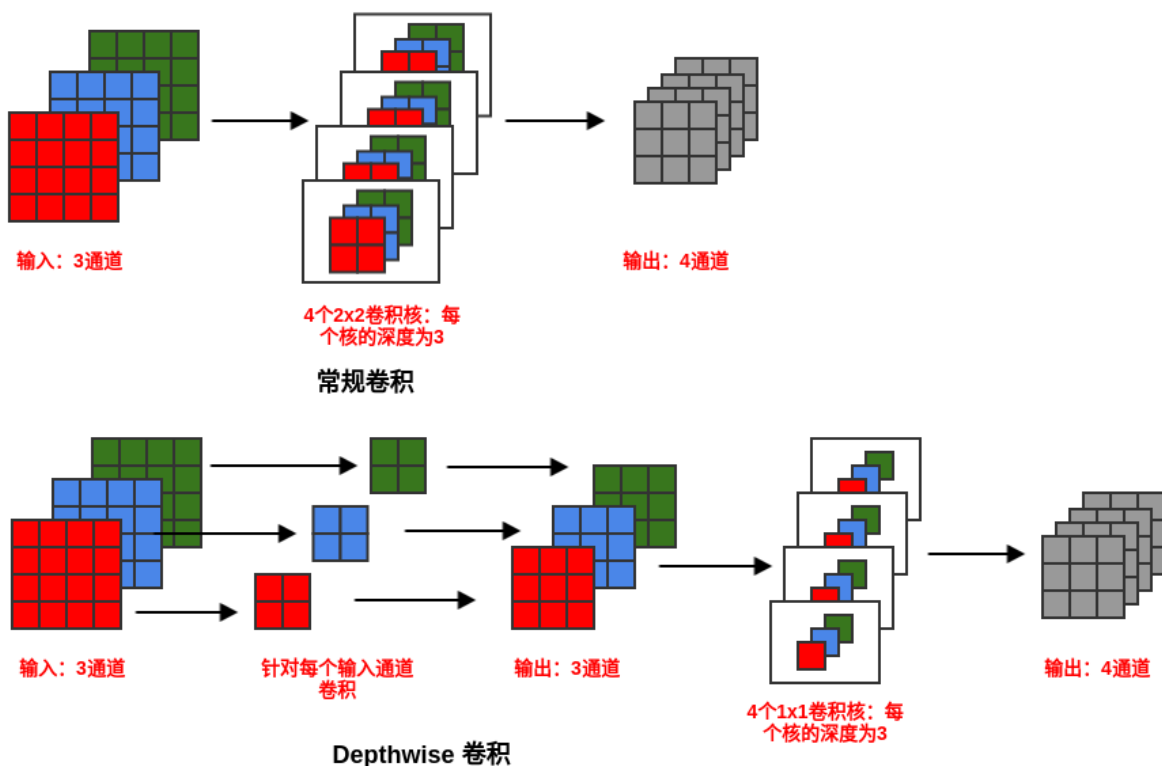 输入：3通道
输出：4通道
4个2x2卷积核：每
个核的深度为3
常规卷积
输入：3通道
针对每个输入通道
卷积
输出：3通道
输出：4通道
4个1x1卷积核：每
个核的深度为3
Depthwise 卷积